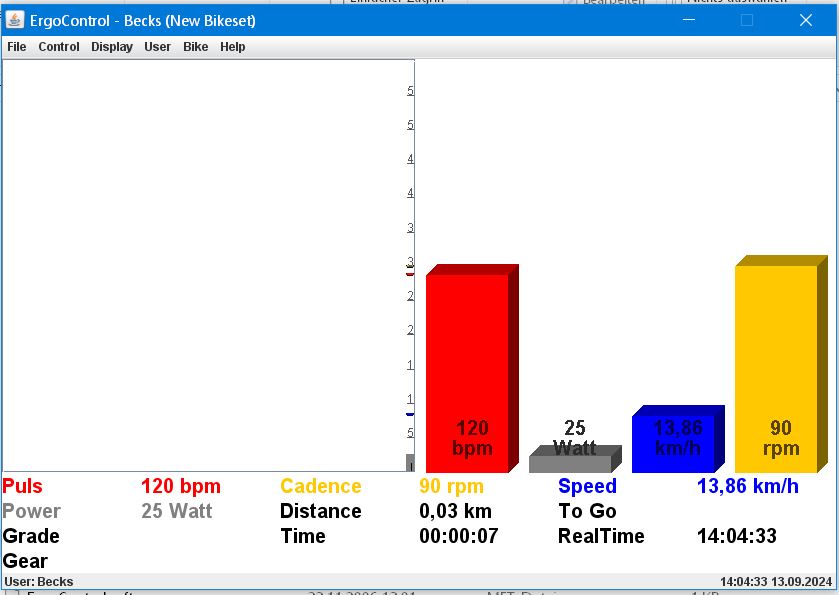 ErgoControl - Becks (New Bikeset)
File Control Display User Bike Help
5
5
4
4
3
3
2
2
1
1
5
120 bpm
25 Watt
13,86 km/h
90 rpm
Puls 120 bpm Cadence 90 rpm Speed 13,86 km/h
Power 25 Watt Distance 0,03 km To Go
Grade Time 00:00:07 RealTime 14:04:33
Gear
User: Becks 14:04:33 13.09.2024